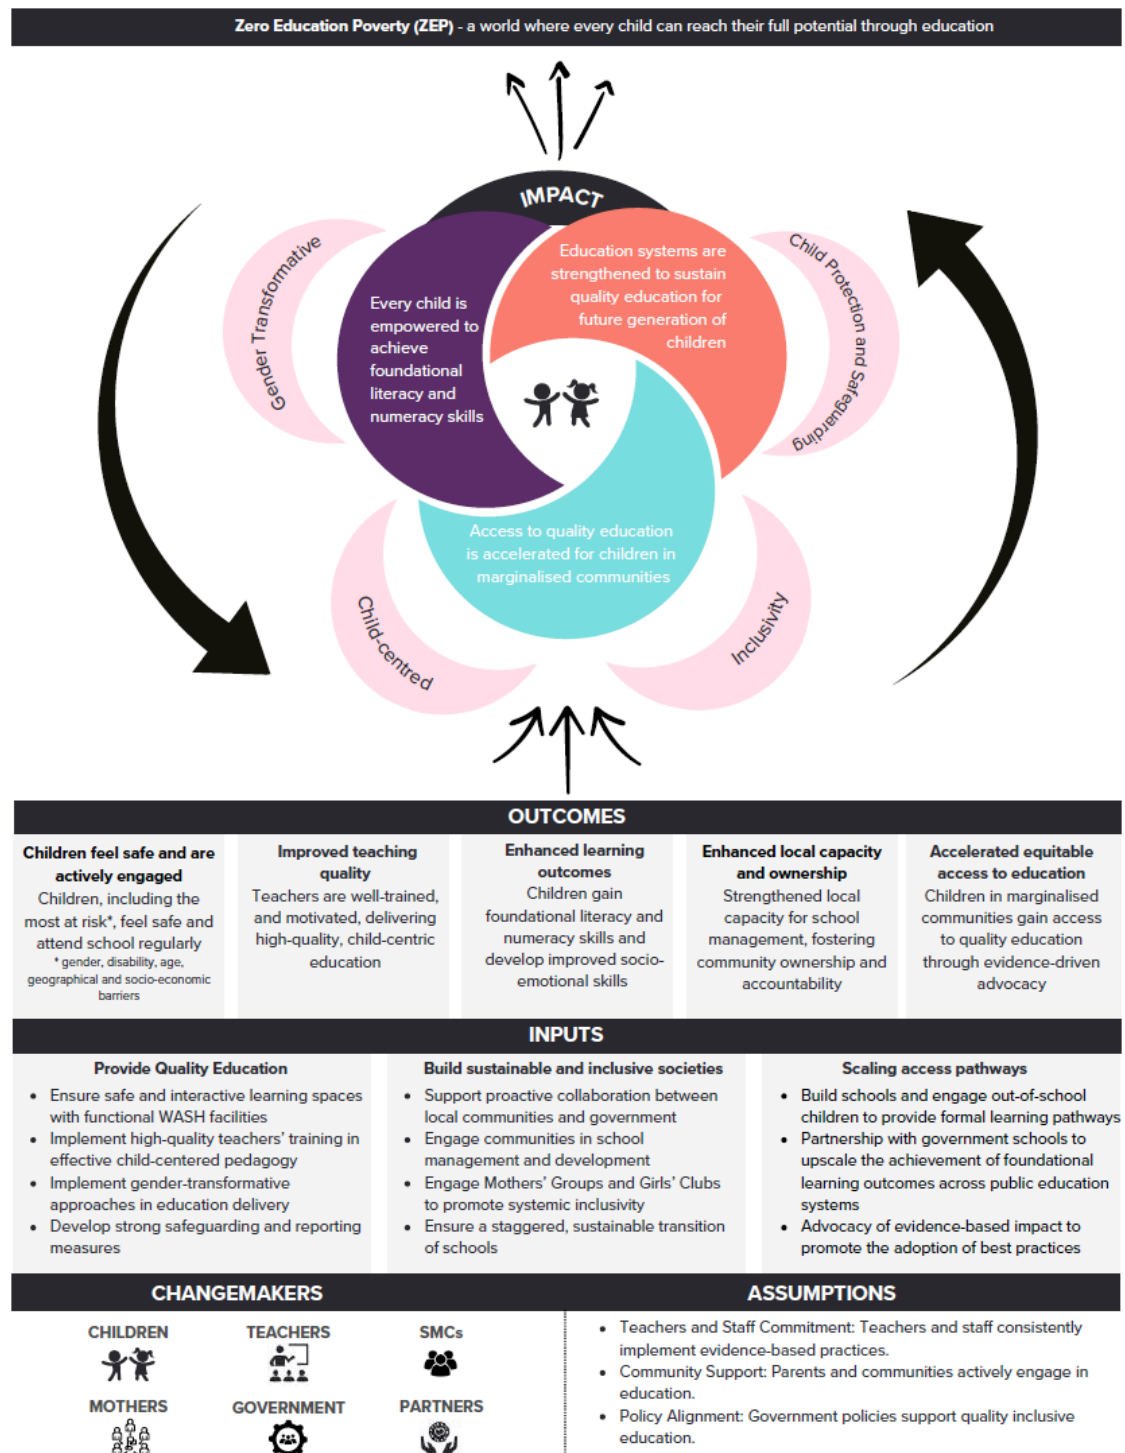 Zero Education Poverty (ZEP) - a world where every child can reach their full potential through education
IMPACT
Gender Transformative
Child Protection and Safeguarding
Every child is
empowered to
achieve
foundational
literacy and
numeracy skills
Education systems are
strengthened to sustain
quality education for
future generation of
children
Access to quality education
is accelerated for children in
marginalised communities
Child-centred
Inclusivity
OUTCOMES
Children feel safe and are
actively engaged
Children, including the
most at risk*, feel safe and
attend school regularly
* gender, disability, age,
geographical and socio-economic
barriers
Improved teaching
quality
Teachers are well-trained,
and motivated, delivering
high-quality, child-centric
education
Enhanced learning
outcomes
Children gain
foundational literacy and
numeracy skills and
develop improved socio-
emotional skills
Enhanced local capacity
and ownership
Strengthened local
capacity for school
management, fostering
community ownership and
accountability
Accelerated equitable
access to education
Children in marginalised
communities gain access
to quality education
through evidence-driven
advocacy
INPUTS
Provide Quality Education
• Ensure safe and interactive learning spaces
with functional WASH facilities
• Implement high-quality teachers' training in
effective child-centered pedagogy
• Implement gender-transformative
approaches in education delivery
• Develop strong safeguarding and reporting
measures
Build sustainable and inclusive societies
• Support proactive collaboration between
local communities and government
• Engage communities in school
management and development
• Engage Mothers' Groups and Girls' Clubs
to promote systemic inclusivity
• Ensure a staggered, sustainable transition
of schools
Scaling access pathways
• Build schools and engage out-of-school
children to provide formal learning pathways
• Partnership with government schools to
upscale the achievement of foundational
learning outcomes across public education
systems
• Advocacy of evidence-based impact to
promote the adoption of best practices
CHANGEMAKERS
CHILDREN
TEACHERS
SMCs
MOTHERS
GOVERNMENT
PARTNERS
ASSUMPTIONS
• Teachers and Staff Commitment: Teachers and staff consistently
implement evidence-based practices.
• Community Support: Parents and communities actively engage in
education.
• Policy Alignment: Government policies support quality inclusive
education.